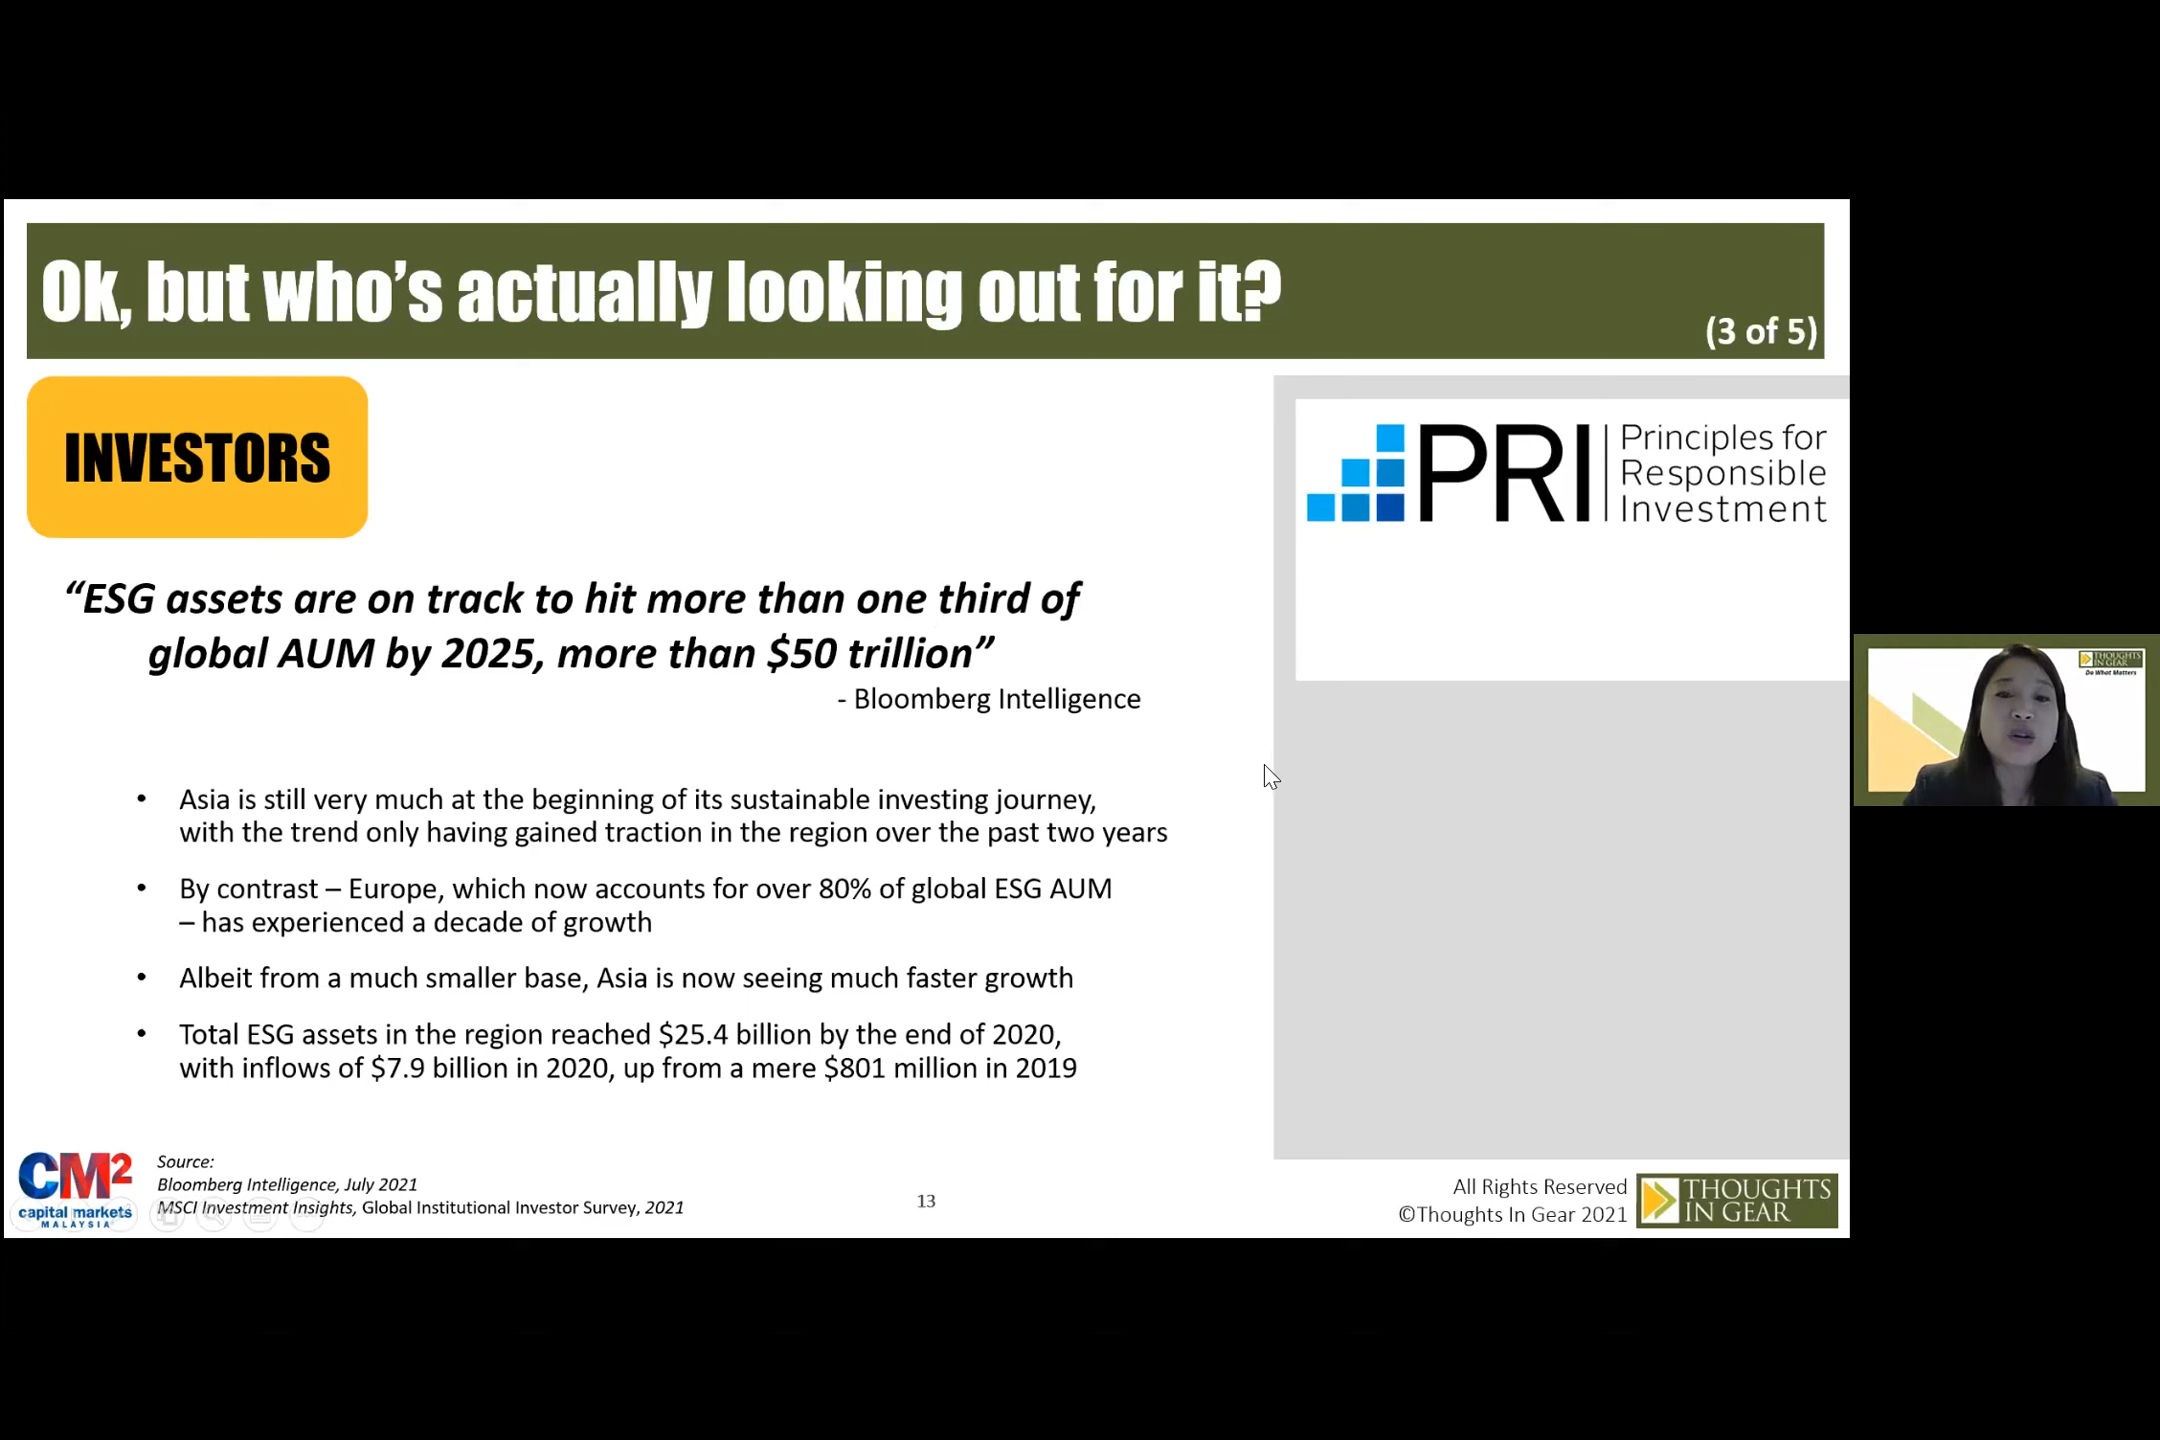 Ok, but who's actually looking out for it?
(3 of 5)
INVESTORS
“ESG assets are on track to hit more than one third of
global AUM by 2025, more than $50 trillion”
- Bloomberg Intelligence
• Asia is still very much at the beginning of its sustainable investing journey,
with the trend only having gained traction in the region over the past two years
• By contrast – Europe, which now accounts for over 80% of global ESG AUM
– has experienced a decade of growth
• Albeit from a much smaller base, Asia is now seeing much faster growth
• Total ESG assets in the region reached $25.4 billion by the end of 2020,
with inflows of $7.9 billion in 2020, up from a mere $801 million in 2019
PRI
Principles for
Responsible
Investment
THOUGHTS
IN GEAR
Do What Matters
CM2
capital markets
MALAYSIA
Source:
Bloomberg Intelligence, July 2021
MSCI Investment Insights, Global Institutional Investor Survey, 2021
13
All Rights Reserved
©Thoughts In Gear 2021
THOUGHTS
IN GEAR